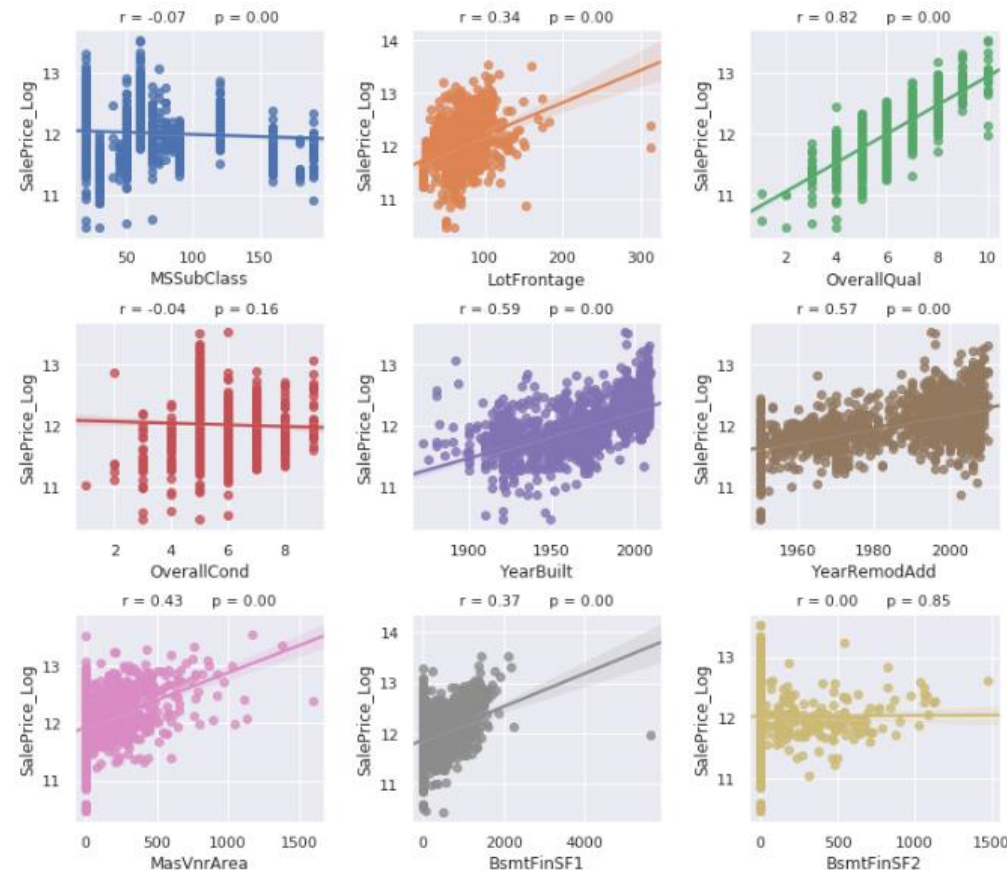 r = -0.07 p = 0.00
SalePrice_Log
13
12
11
50 100 150
MSSubClass
r = 0.34 p = 0.00
SalePrice_Log
14
13
12
11
100 200 300
LotFrontage
r = 0.82 p = 0.00
SalePrice_Log
13
12
11
2 4 6 8 10
OverallQual
r = -0.04 p = 0.16
SalePrice_Log
13
12
11
2 4 6 8
OverallCond
r = 0.59 p = 0.00
SalePrice_Log
13
12
11
1900 1950 2000
YearBuilt
r = 0.57 p = 0.00
SalePrice_Log
13
12
11
1960 1980 2000
YearRemodAdd
r = 0.43 p = 0.00
SalePrice_Log
13
12
11
0 500 1000 1500
MasVnrArea
r = 0.37 p = 0.00
SalePrice_Log
14
13
12
11
0 2000 4000
BsmtFinSF1
r = 0.00 p = 0.85
SalePrice_Log
13
12
11
0 500 1000 1500
BsmtFinSF2